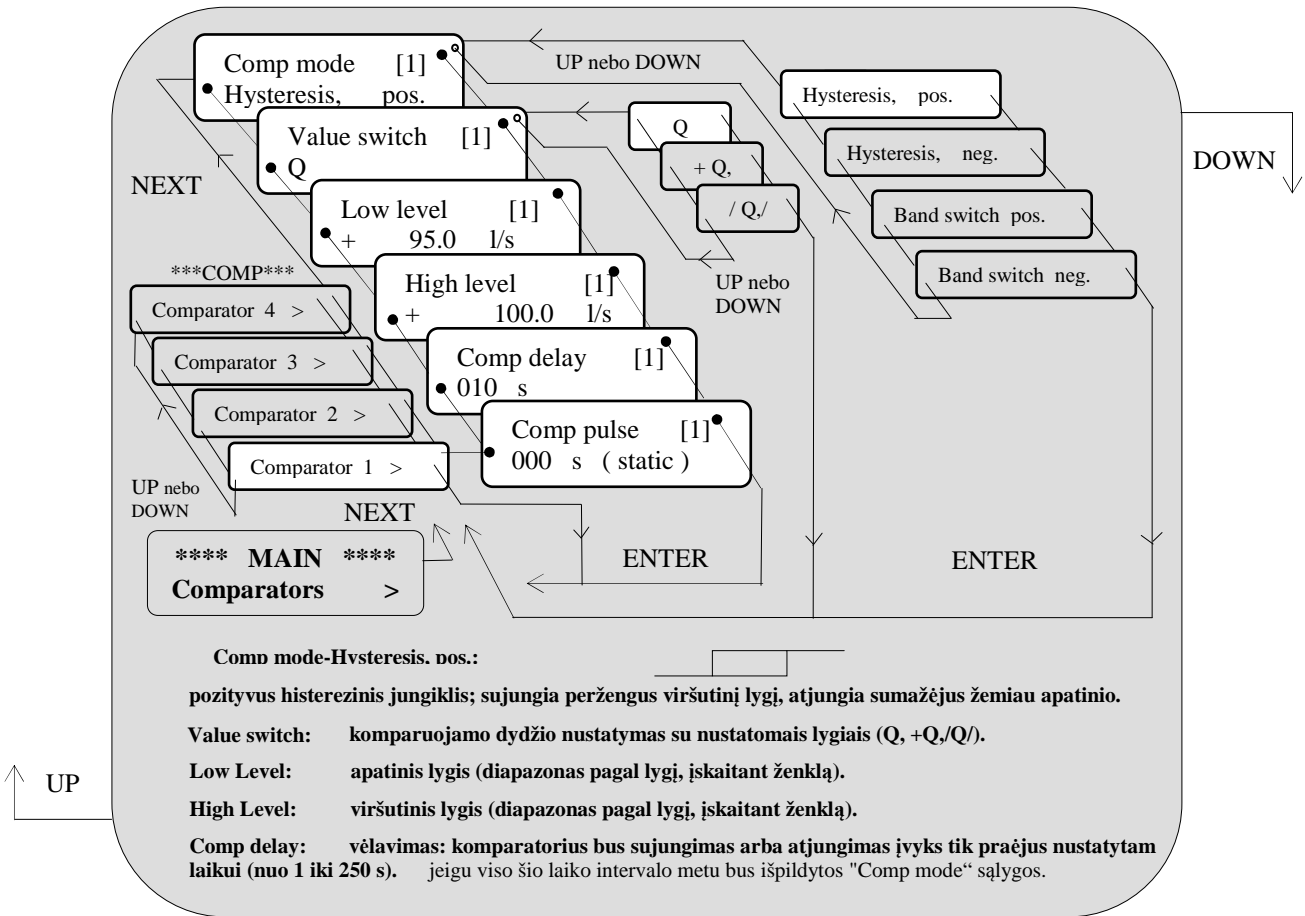 Comp mode [1]
Hysteresis, pos.
Value switch [1]
Q
Low level [1]
+ 95.0 l/s
High level [1]
+ 100.0 l/s
Comp delay [1]
010 s
Comp pulse [1]
000 s ( static )
UP nebo DOWN
Q
+ Q,
/ Q,/
UP nebo
DOWN
Hysteresis, pos.
Hysteresis, neg.
Band switch pos.
Band switch neg.
DOWN
NEXT
***COMP***
Comparator 4 >
Comparator 3 >
Comparator 2 >
Comparator 1 >
UP nebo
DOWN
NEXT
**** MAIN ****
Comparators >
ENTER
ENTER
Comp mode-Hysteresis, pos.:
pozityvus histerezinis jungiklis; sujungia peržengus viršutinį lygį, atjungia sumažėjus žemiau apatinio.
Value switch: komparuojamo dydžio nustatymas su nustatomais lygiais (Q, +Q,/Q/).
Low Level: apatinis lygis (diapazonas pagal lygį, įskaitant ženklą).
UP
High Level: viršutinis lygis (diapazonas pagal lygį, įskaitant ženklą).
Comp delay: vėlavimas: komparatorius bus sujungimas arba atjungimas įvyks tik praėjus nustatytam
laikui (nuo 1 iki 250 s). jeigu viso šio laiko intervalo metu bus išpildytos "Comp mode“ sąlygos.